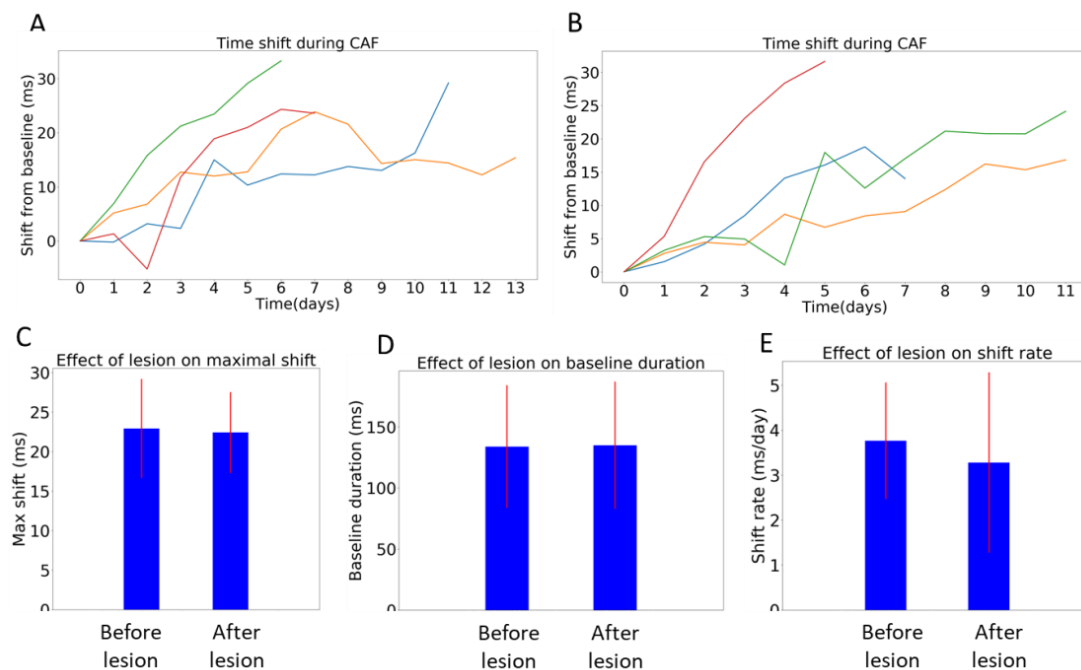 A
Time shift during CAF
Shift from baseline (ms)
30
20
10
0
0 1 2 3 4 5 6 7 8 9 10 11 12 13
Time(days)
B
Time shift during CAF
Shift from baseline (ms)
30
25
20
15
10
5
0
0 1 2 3 4 5 6 7 8 9 10 11
Time(days)
C
Effect of lesion on maximal shift
Max shift (ms)
30
25
20
15
10
5
0
Before lesion
After lesion
D
Effect of lesion on baseline duration
Baseline duration (ms)
150
100
50
0
Before lesion
After lesion
E
Effect of lesion on shift rate
Shift rate (ms/day)
5
4
3
2
1
0
Before lesion
After lesion